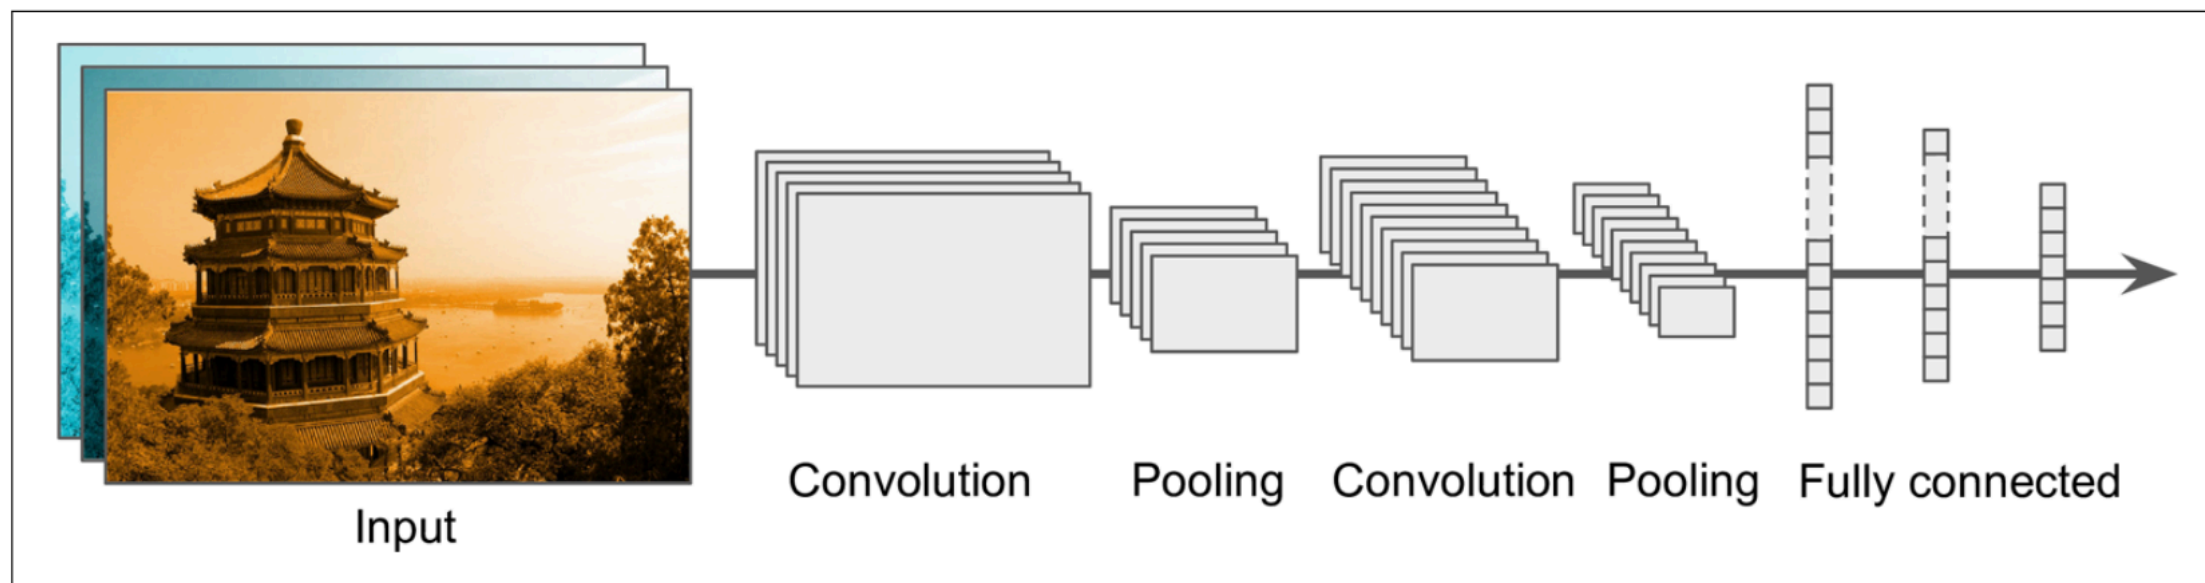 Convolution
Pooling
Convolution
Pooling
Fully connected
Input